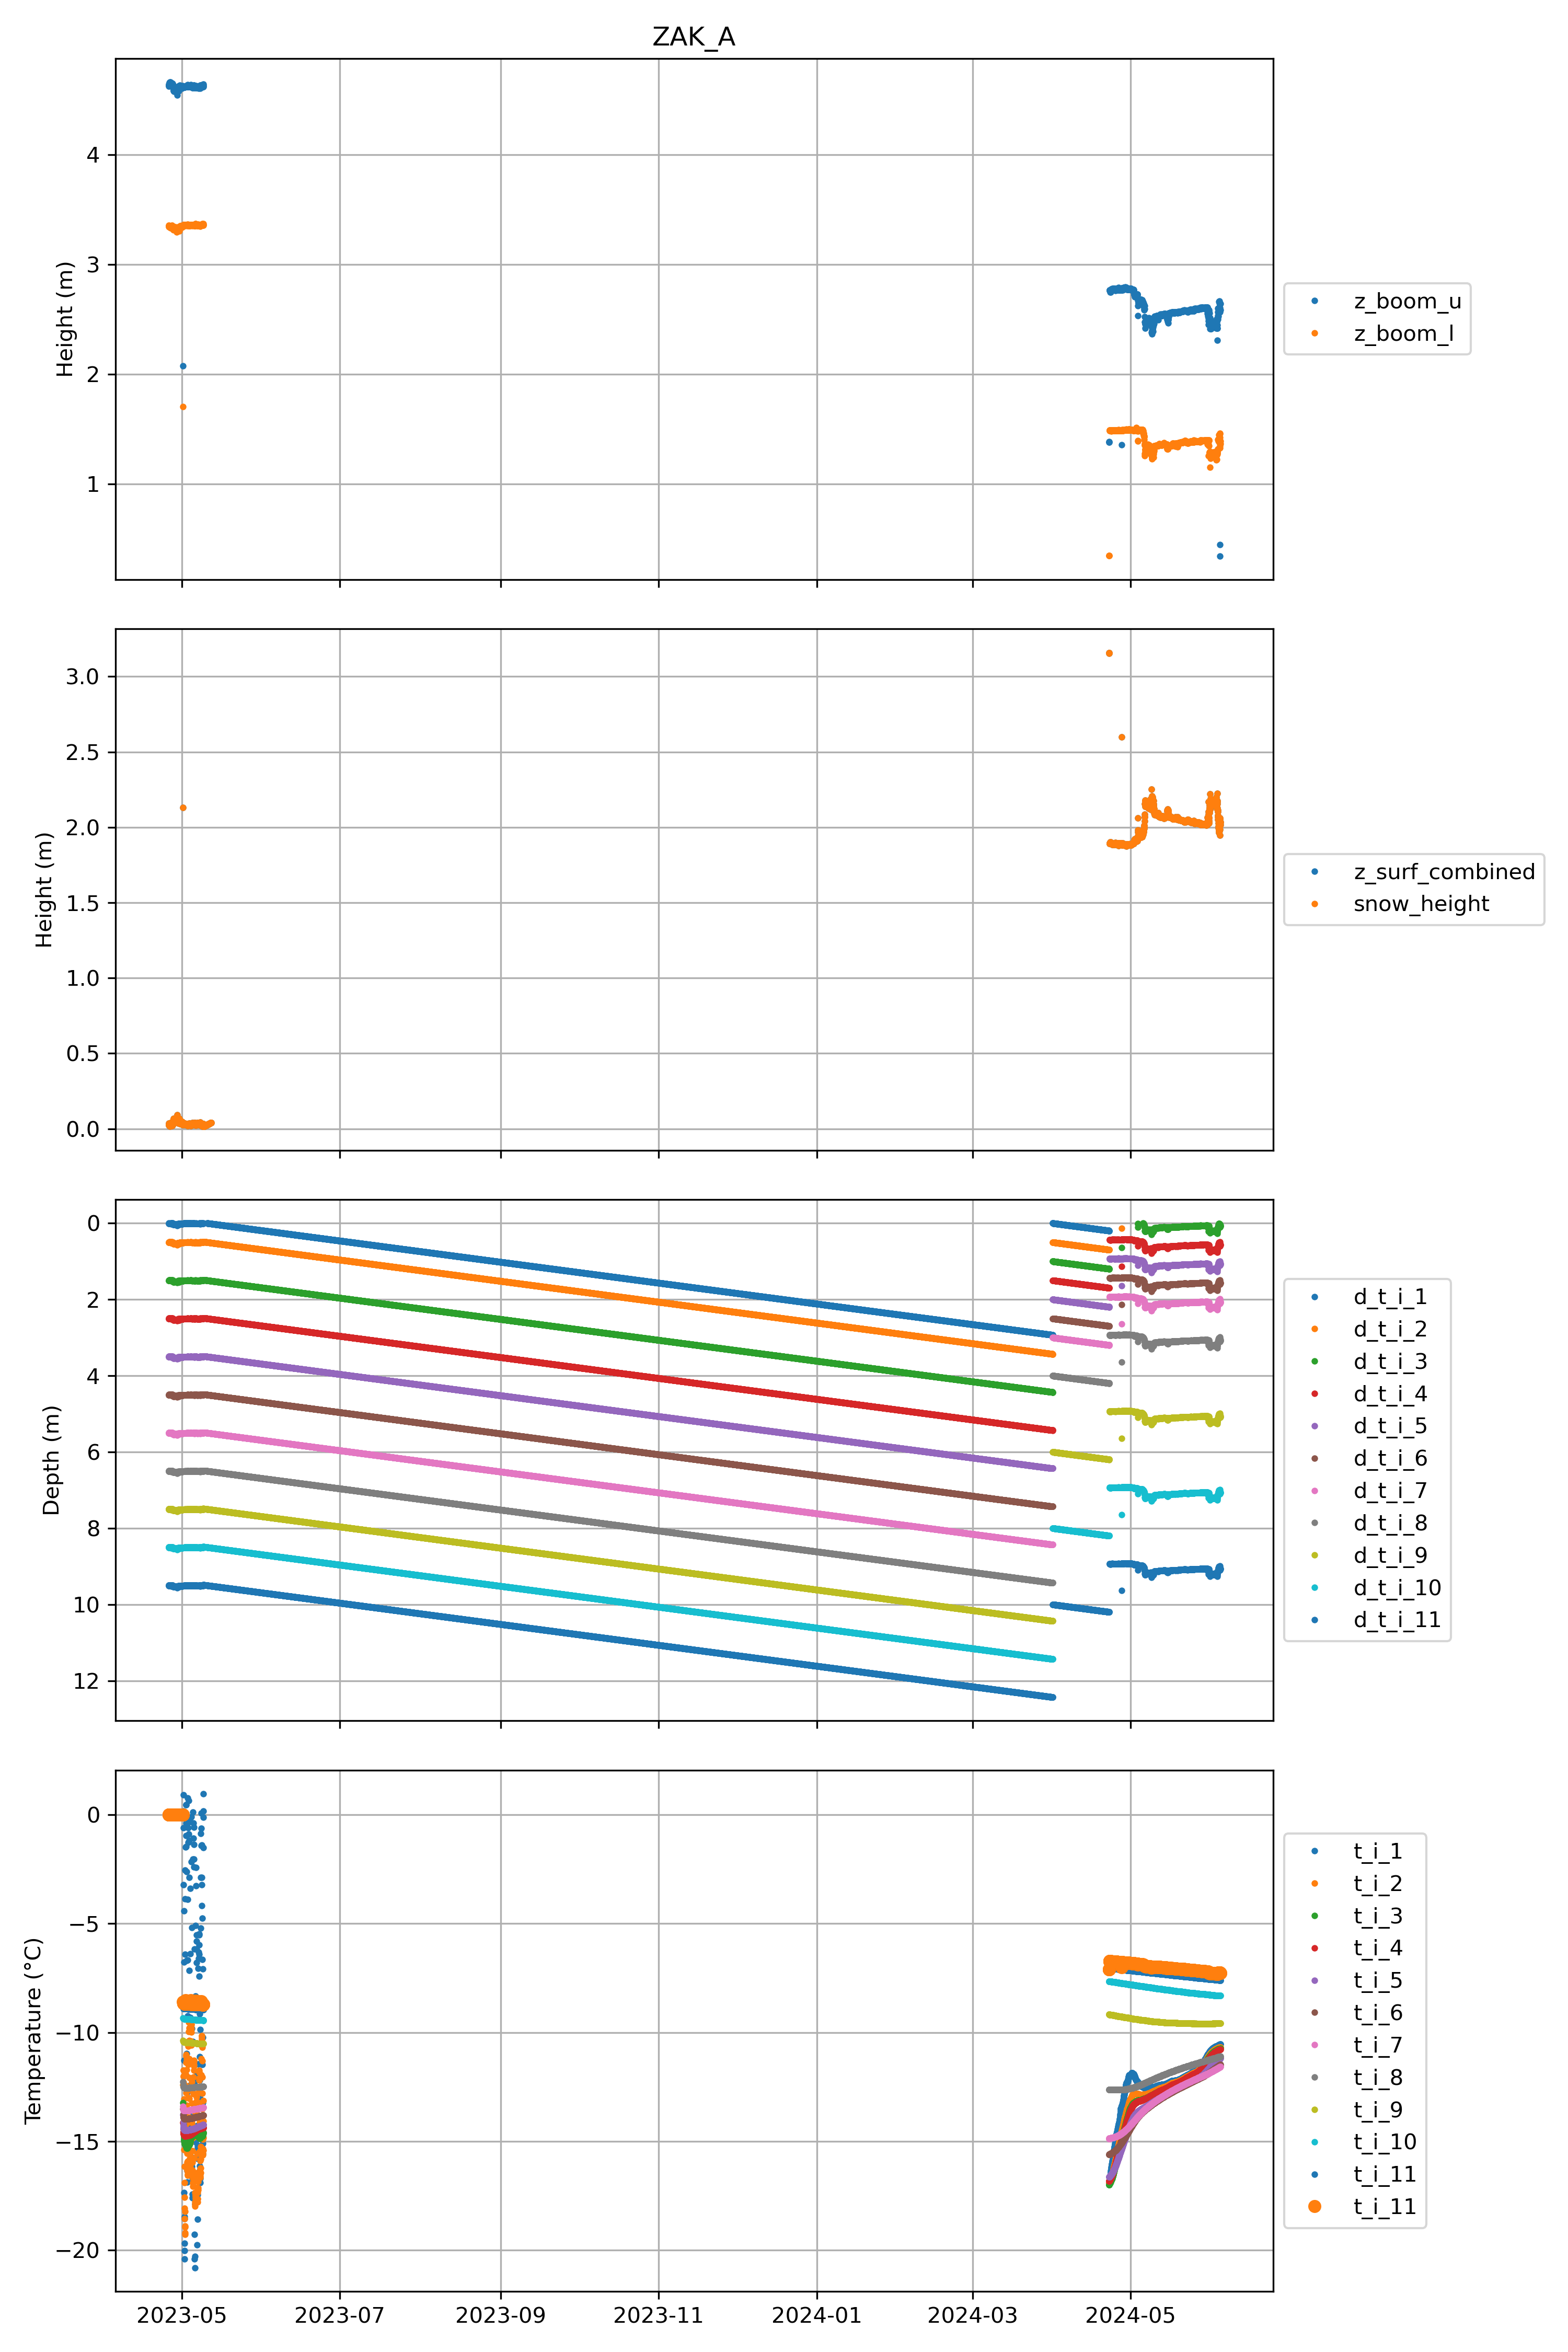 ZAK_A
Height (m)
4
3
2
1
z_boom_u
z_boom_l
Height (m)
3.0
2.5
2.0
1.5
1.0
0.5
0.0
z_surf_combined
snow_height
Depth (m)
0
2
4
6
8
10
12
d_t_i_1
d_t_i_2
d_t_i_3
d_t_i_4
d_t_i_5
d_t_i_6
d_t_i_7
d_t_i_8
d_t_i_9
d_t_i_10
d_t_i_11
Temperature (°C)
0
−5
−10
−15
−20
t_i_1
t_i_2
t_i_3
t_i_4
t_i_5
t_i_6
t_i_7
t_i_8
t_i_9
t_i_10
t_i_11
t_i_11
2023-05 2023-07 2023-09 2023-11 2024-01 2024-03 2024-05